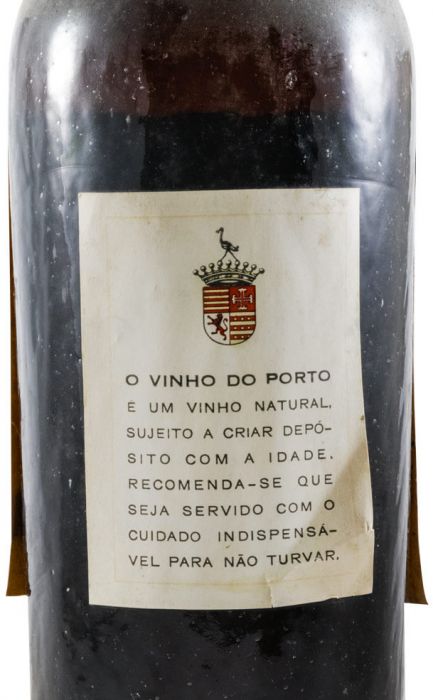 O VINHO DO PORTO
É UM VINHO NATURAL,
SUJEITO A CRIAR DEPÓ-
SITO COM A IDADE.
RECOMENDA-SE QUE
SEJA SERVIDO COM O
CUIDADO INDISPENSÁ-
VEL PARA NÃO TURVAR.